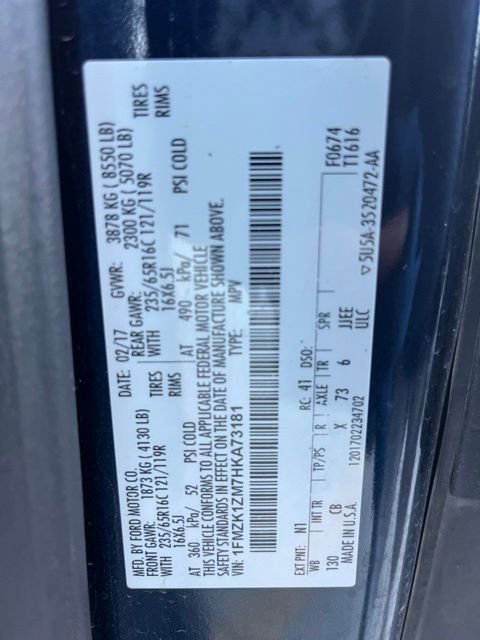 MFD. BY FORD MOTOR CO. DATE: 02/17 GVWR: 3878 KG ( 8550 LB)
FRONT GAWR: 1873 KG ( 4130 LB) REAR GAWR: 2300 KG ( 5070 LB)
WITH 235/65R16C 121/119R TIRES WITH 235/65R16C 121/119R TIRES
16X6.5J RIMS 16X6.5J RIMS
AT 360 kPa/ 52 PSI COLD AT 490 kPa/ 71 PSI COLD
THIS VEHICLE CONFORMS TO ALL APPLICABLE FEDERAL MOTOR VEHICLE
SAFETY STANDARDS IN EFFECT ON THE DATE OF MANUFACTURE SHOWN ABOVE.
VIN: 1FMZK1ZM7HKA73181 TYPE: MPV
EXT PNT: N1 RC: 41 DSO: F0674
WB INT TR TP/PS R AXLE TR SPR T1616
130 CB X 73 6 JJEE
MADE IN U.S.A. 1201702234702 ULC ▽5U5A-3520472-AA